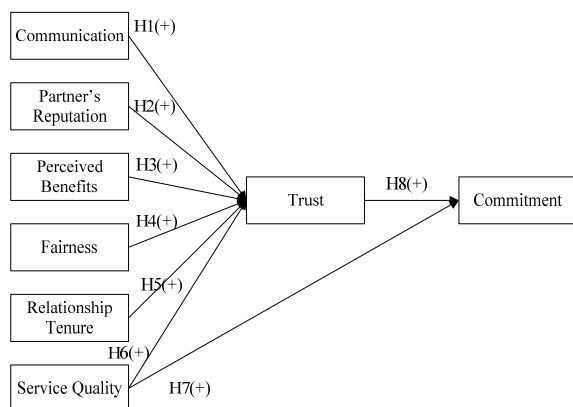 Communication
H1(+)
Partner's
Reputation
H2(+)
Perceived
Benefits
H3(+)
Trust
H8(+)
Commitment
Fairness
H4(+)
Relationship
Tenure
H5(+)
H6(+)
Service Quality
H7(+)